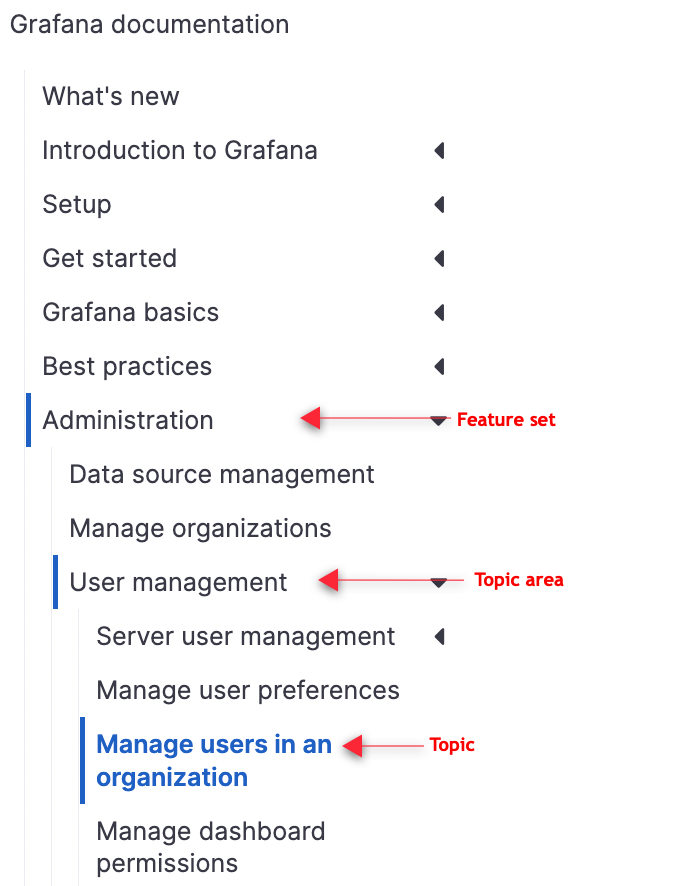 Grafana documentation
What's new
Introduction to Grafana
Setup
Get started
Grafana basics
Best practices
Administration
Feature set
Data source management
Manage organizations
User management
Topic area
Server user management
Manage user preferences
Manage users in an
organization
Topic
Manage dashboard
permissions